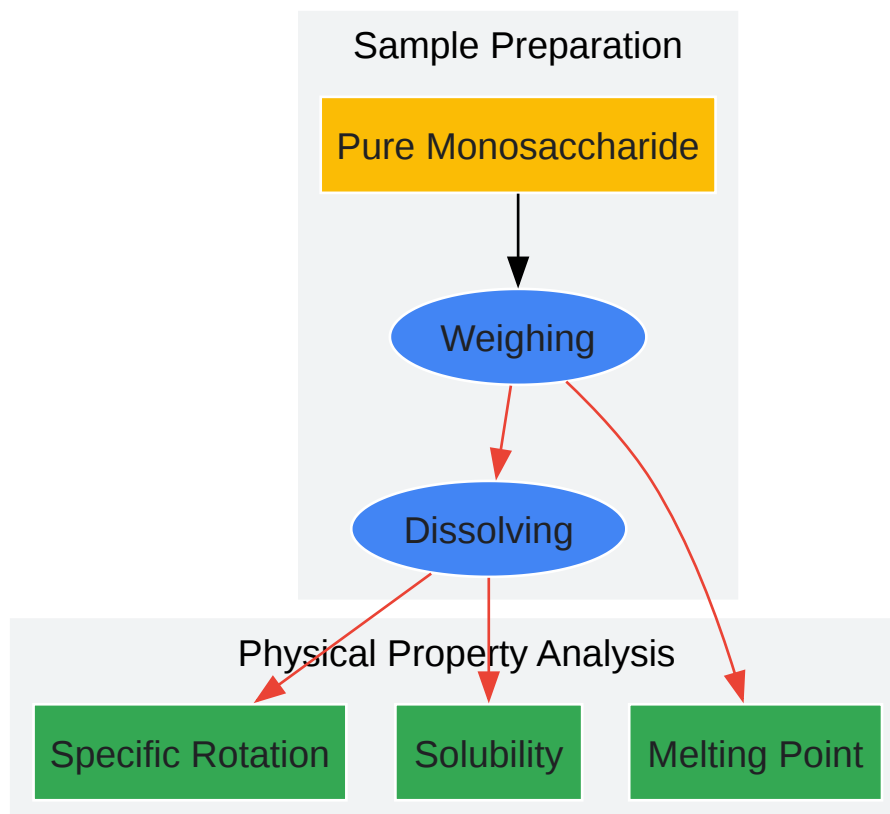 Sample Preparation
Pure Monosaccharide
Weighing
Dissolving
Physical Property Analysis
Specific Rotation
Solubility
Melting Point